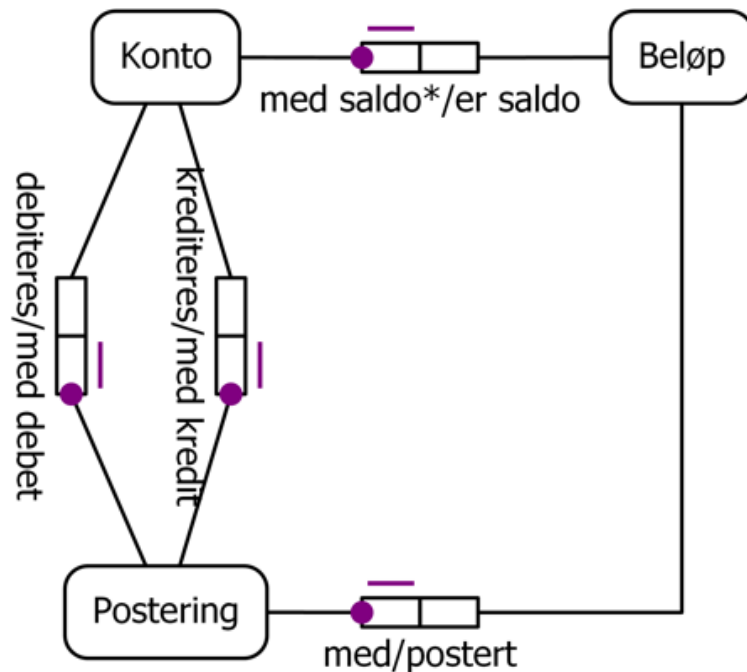 Konto
Beløp
med saldo*/er saldo
debiteres/med debet
krediteres/med kredit
Postering
med/postert